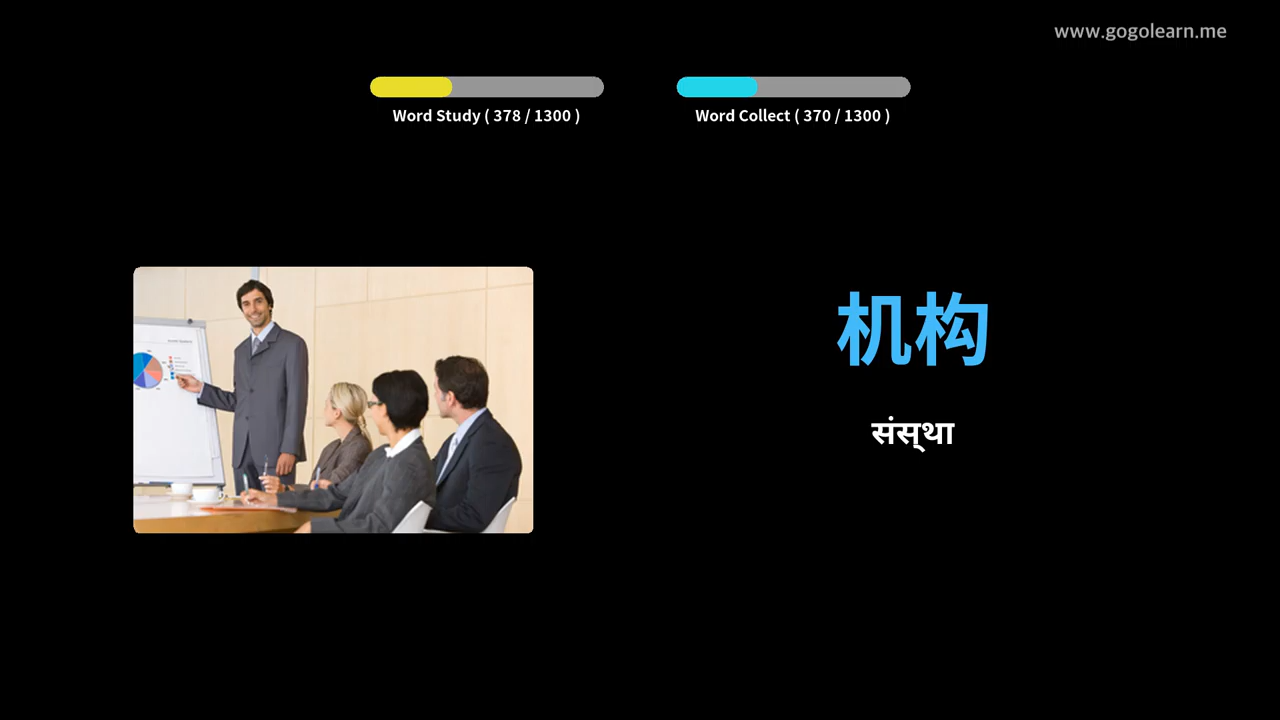 www.gogolearn.me
Word Study ( 378 / 1300 )
Word Collect ( 370 / 1300 )
机构
संस्था